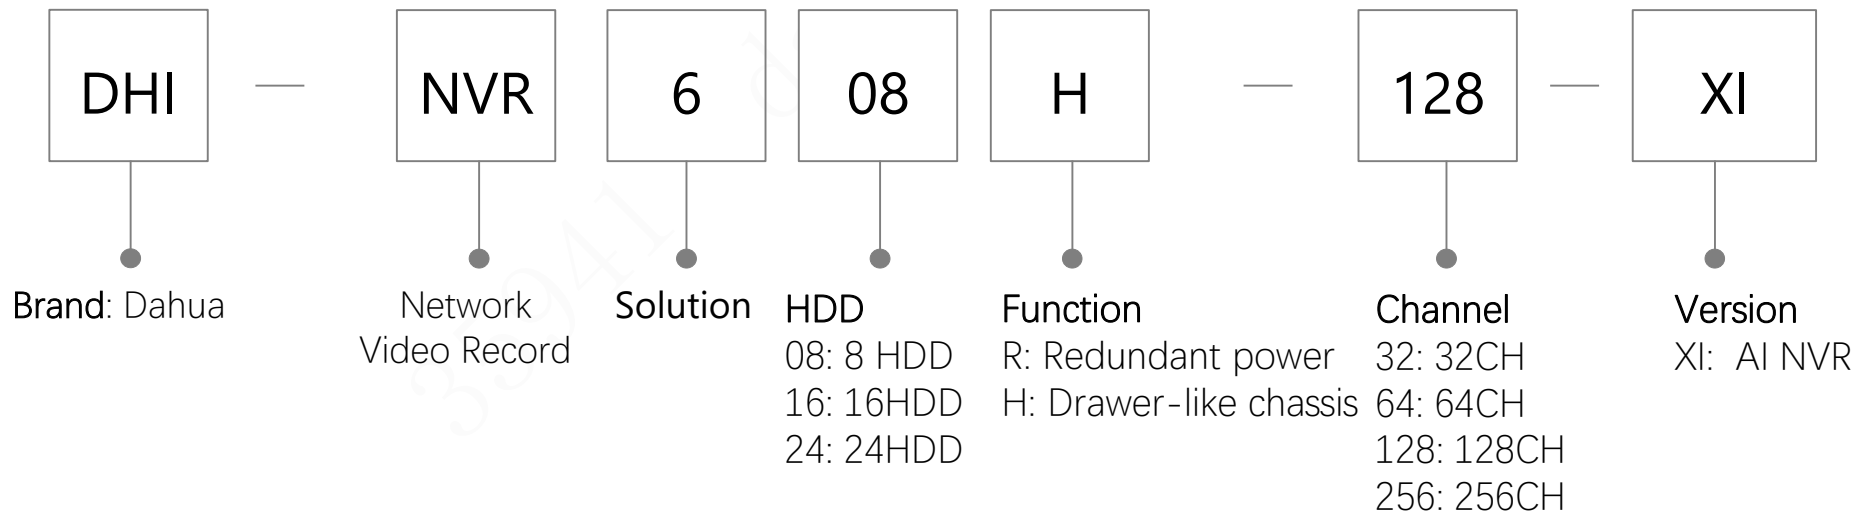 DHI — NVR 6 08 H — 128 — XI
Brand: Dahua
Network
Video Record
Solution
HDD
08: 8 HDD
16: 16HDD
24: 24HDD
Function
R: Redundant power
H: Drawer-like chassis
Channel
32: 32CH
64: 64CH
128: 128CH
256: 256CH
Version
XI: AI NVR
35941